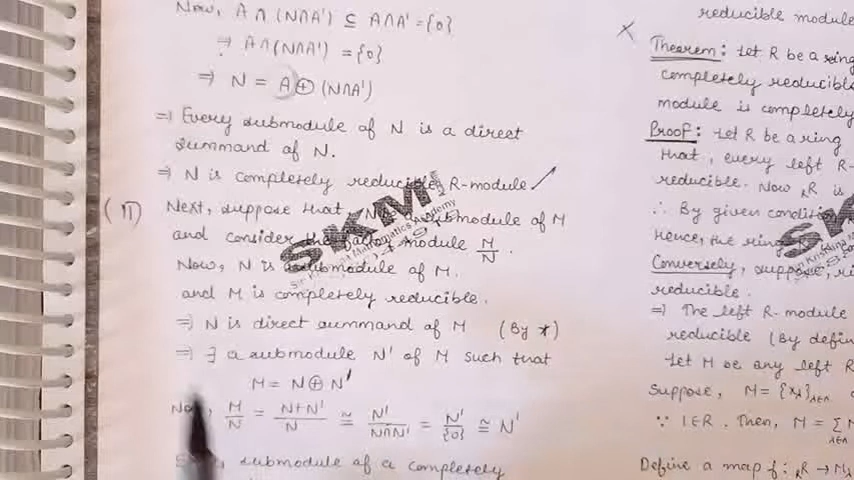 Now, A∩(N∩A') ⊆ A∩A' = {0}
⇒ A∩(N∩A') = {0}
⇒ N = A⊕(N∩A')
⇒ Every submodule of N is a direct
summand of N.
⇒ N is completely reducible R-module
(II) Next, suppose that, N is a submodule of M
and consider the factor module M/N.
Now, N is submodule of M.
and M is completely reducible.
⇒ N is direct summand of M (By *)
⇒ ∃ a submodule N' of M such that
M = N⊕N'
Now, M/N = N+N'/N ≅ N'/N∩N' = N'/{0} ≅ N'
submodule of a completely
reducible module
Theorem: Let R be a ring
completely reducible
module is completely
Proof: Let R be a ring
that, every left R-
reducible. Now RR is
∴ By given condition
Hence, the ring R
Conversely, suppose,
reducible.
⇒ The left R-module
reducible (By defin
Let M be any left R
Suppose, M = {xλ}λ∈Λ
∵ 1∈R. Then, M = Σ M
λ∈Λ
Define a map f: RR → Mλ
SKM
Mathematics Academy